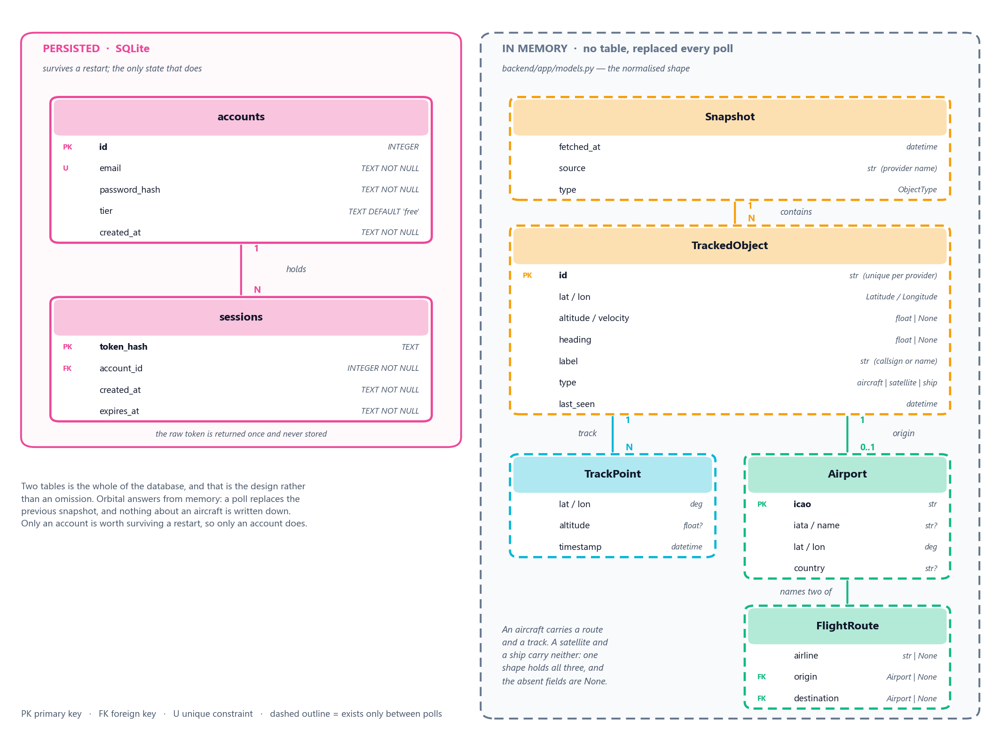 PERSISTED · SQLite
survives a restart; the only state that does
accounts
PK id INTEGER
U email TEXT NOT NULL
password_hash TEXT NOT NULL
tier TEXT DEFAULT 'free'
created_at TEXT NOT NULL
1
holds
N
sessions
PK token_hash TEXT
FK account_id INTEGER NOT NULL
created_at TEXT NOT NULL
expires_at TEXT NOT NULL
the raw token is returned once and never stored
Two tables is the whole of the database, and that is the design rather
than an omission. Orbital answers from memory: a poll replaces the
previous snapshot, and nothing about an aircraft is written down.
Only an account is worth surviving a restart, so only an account does.
IN MEMORY · no table, replaced every poll
backend/app/models.py — the normalised shape
Snapshot
fetched_at datetime
source str (provider name)
type ObjectType
1
contains
N
TrackedObject
PK id str (unique per provider)
lat / lon Latitude / Longitude
altitude / velocity float | None
heading float | None
label str (callsign or name)
type aircraft | satellite | ship
last_seen datetime
1
track
N
TrackPoint
lat / lon deg
altitude float?
timestamp datetime
1
origin
0..1
Airport
PK icao str
iata / name str?
lat / lon deg
country str?
names two of
FlightRoute
airline str | None
FK origin Airport | None
FK destination Airport | None
An aircraft carries a route
and a track. A satellite and
a ship carry neither: one
shape holds all three, and
the absent fields are None.
PK primary key · FK foreign key · U unique constraint · dashed outline = exists only between polls